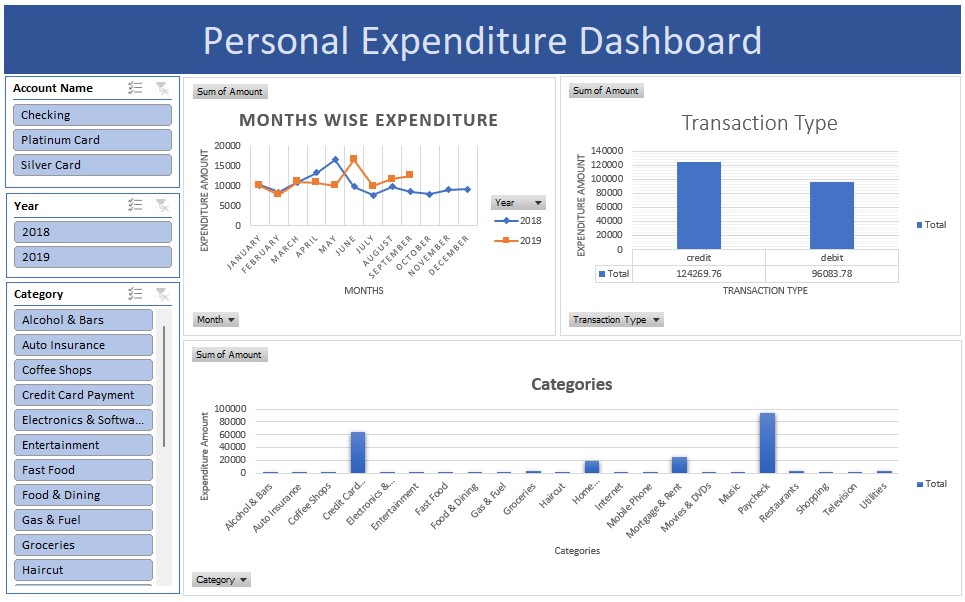 Personal Expenditure Dashboard
Account Name
Checking
Platinum Card
Silver Card
Year
2018
2019
Category
Alcohol & Bars
Auto Insurance
Coffee Shops
Credit Card Payment
Electronics & Softwa...
Entertainment
Fast Food
Food & Dining
Gas & Fuel
Groceries
Haircut
Sum of Amount
MONTHS WISE EXPENDITURE
EXPENDITURE AMOUNT
20000
15000
10000
5000
0
JANUARY
FEBRUARY
MARCH
APRIL
MAY
JUNE
JULY
AUGUST
SEPTEMBER
OCTOBER
NOVEMBER
DECEMBER
MONTHS
Year
2018
2019
Month
Sum of Amount
Transaction Type
EXPENDITURE AMOUNT
140000
120000
100000
80000
60000
40000
20000
0
credit debit
Total 124269.76 96083.78
TRANSACTION TYPE
Total
Transaction Type
Sum of Amount
Categories
Expenditure Amount
100000
80000
60000
40000
20000
0
Alcohol & Bars
Auto Insurance
Coffee Shops
Credit Card...
Electronics &...
Entertainment
Fast Food
Food & Dining
Gas & Fuel
Groceries
Haircut
Home...
Internet
Mobile Phone
Mortgage & Rent
Movies & DVDs
Music
Paycheck
Restaurants
Shopping
Television
Utilities
Categories
Total
Category